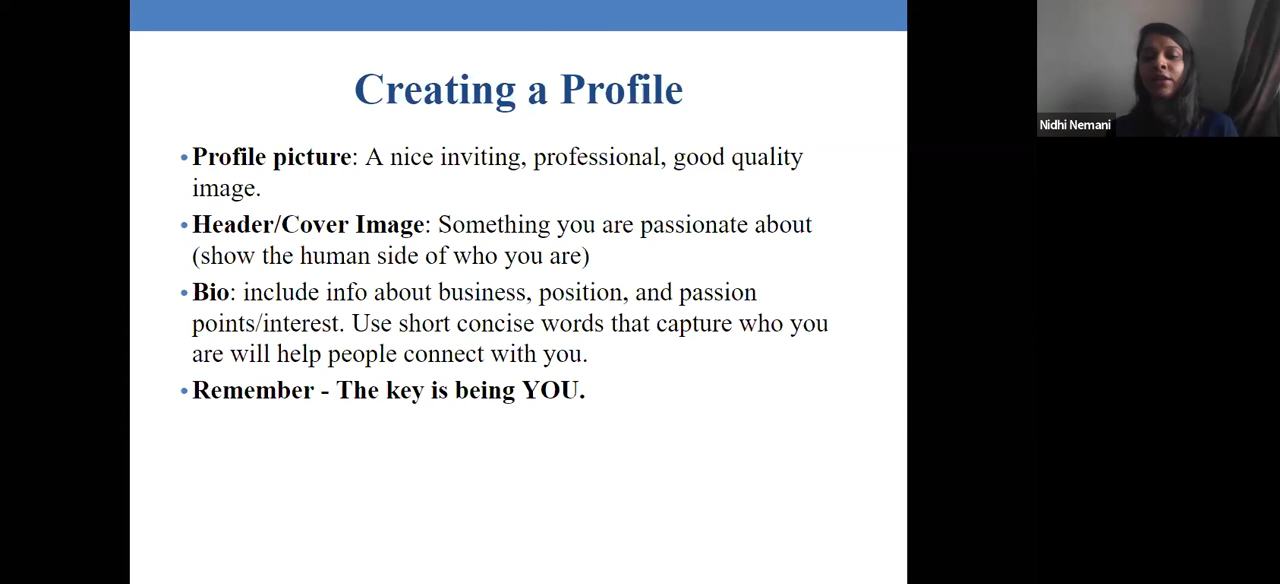 Creating a Profile
• Profile picture: A nice inviting, professional, good quality
image.
• Header/Cover Image: Something you are passionate about
(show the human side of who you are)
• Bio: include info about business, position, and passion
points/interest. Use short concise words that capture who you
are will help people connect with you.
• Remember - The key is being YOU.
Nidhi Nemani